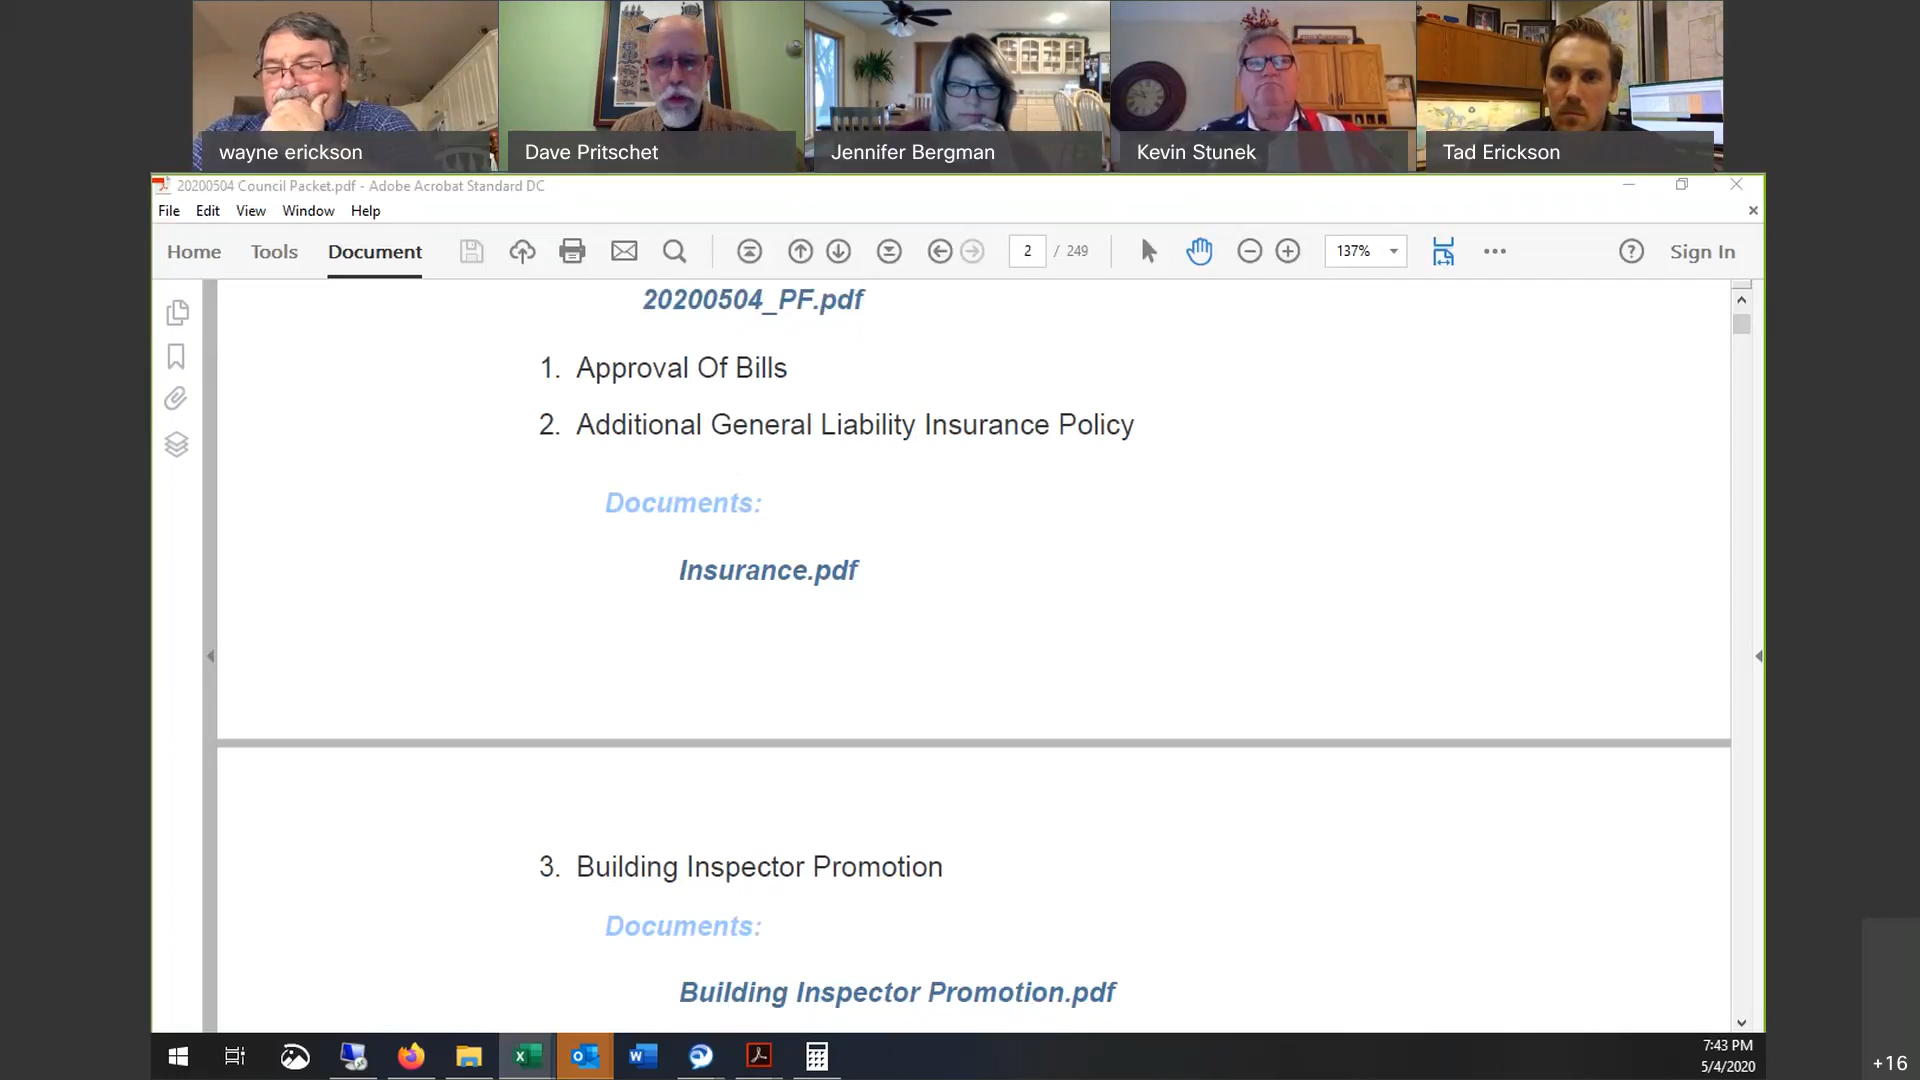 wayne erickson
Dave Pritschet
Jennifer Bergman
Kevin Stunek
Tad Erickson
20200504 Council Packet.pdf - Adobe Acrobat Standard DC
File Edit View Window Help
Home Tools Document 2 / 249 137% Sign In
20200504_PF.pdf
1. Approval Of Bills
2. Additional General Liability Insurance Policy
Documents:
Insurance.pdf
3. Building Inspector Promotion
Documents:
Building Inspector Promotion.pdf
7:43 PM
5/4/2020
+16